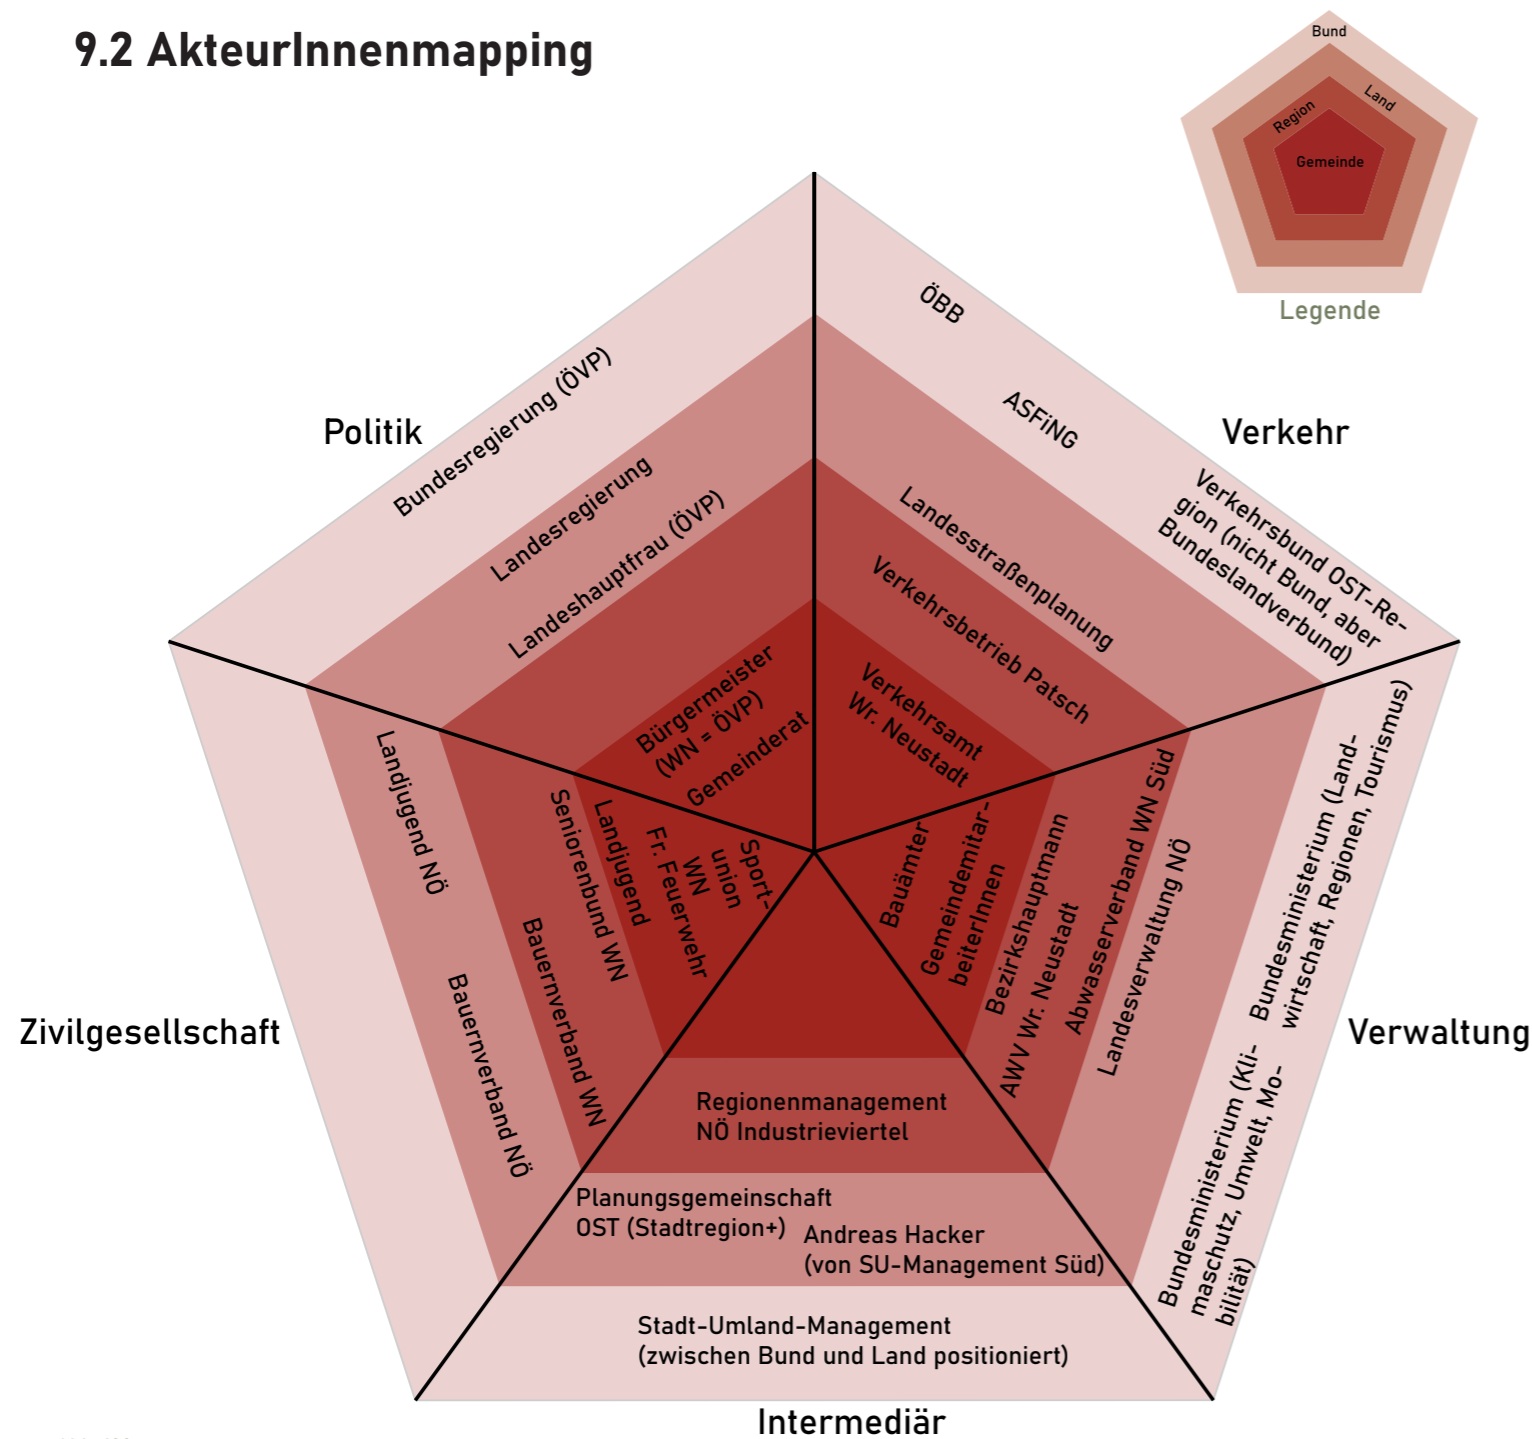 9.2 AkteurInnenmapping
Bund
Land
Region
Gemeinde
Legende
Politik
Bundesregierung (ÖVP)
Landesregierung
Landeshauptfrau (ÖVP)
Bürgermeister
(WN = ÖVP)
Gemeinderat
Verkehr
ÖBB
ASFiNG
Verkehrsbund OST-Re-
gion (nicht Bund, aber
Bundeslandverbund)
Landesstraßenplanung
Verkehrsbetrieb Patsch
Verkehrsamt
Wr. Neustadt
Zivilgesellschaft
Landjugend NÖ
Bauernverband NÖ
Bauernverband WN
Seniorenbund WN
Landjugend
Fr. Feuerwehr
WN
Sport-
union
Verwaltung
Bauämter
Gemeindemitar-
beiterInnen
Bezirkshauptmann
AWV Wr. Neustadt
Abwasserverband WN Süd
Landesverwaltung NÖ
Bundesministerium (Land-
wirtschaft, Regionen, Tourismus)
Bundesministerium (Kli-
maschutz, Umwelt, Mo-
bilität)
Regionenmanagement
NÖ Industrieviertel
Planungsgemeinschaft
OST (Stadtregion+)
Andreas Hacker
(von SU-Management Süd)
Stadt-Umland-Management
(zwischen Bund und Land positioniert)
Intermediär